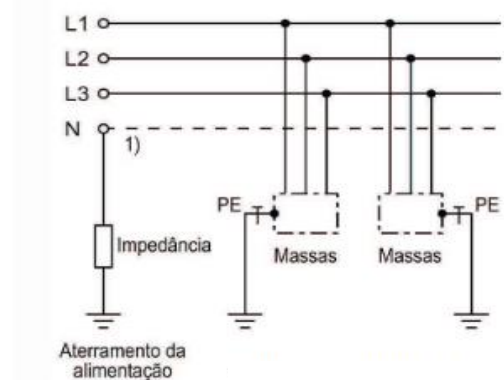 L1
L2
L3
N
1)
PE
PE
Impedância
Massas
Massas
Aterramento da
alimentação